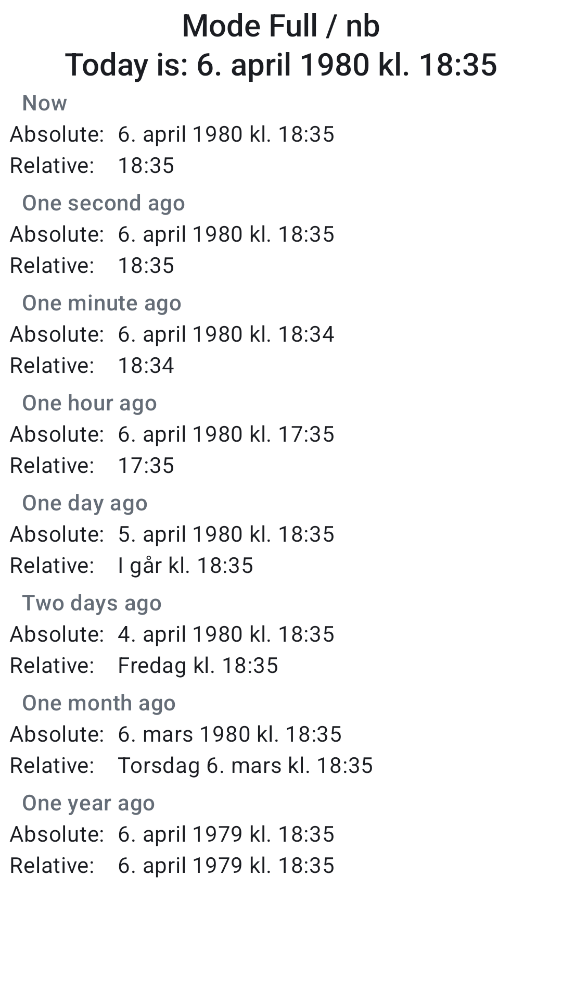 Mode Full / nb
Today is: 6. april 1980 kl. 18:35
Now
Absolute: 6. april 1980 kl. 18:35
Relative: 18:35
One second ago
Absolute: 6. april 1980 kl. 18:35
Relative: 18:35
One minute ago
Absolute: 6. april 1980 kl. 18:34
Relative: 18:34
One hour ago
Absolute: 6. april 1980 kl. 17:35
Relative: 17:35
One day ago
Absolute: 5. april 1980 kl. 18:35
Relative: I går kl. 18:35
Two days ago
Absolute: 4. april 1980 kl. 18:35
Relative: Fredag kl. 18:35
One month ago
Absolute: 6. mars 1980 kl. 18:35
Relative: Torsdag 6. mars kl. 18:35
One year ago
Absolute: 6. april 1979 kl. 18:35
Relative: 6. april 1979 kl. 18:35